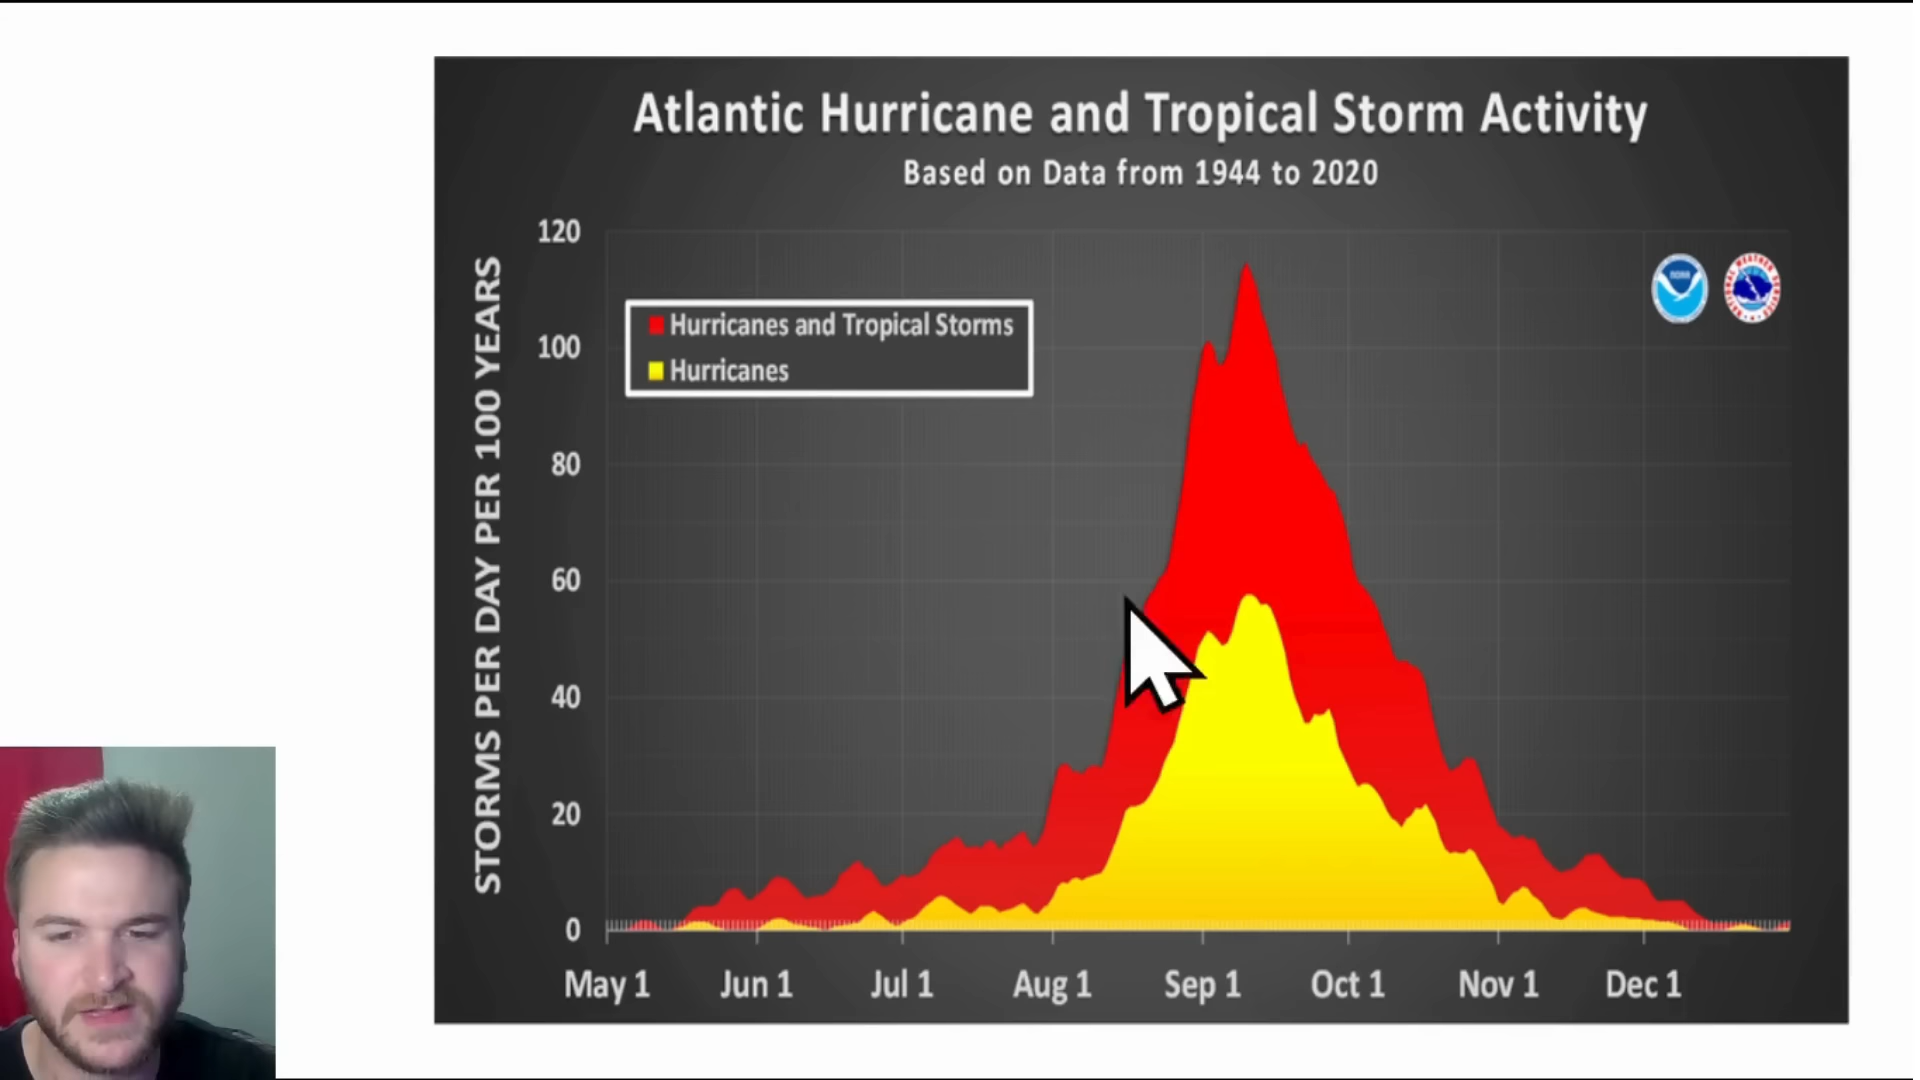 Atlantic Hurricane and Tropical Storm Activity
Based on Data from 1944 to 2020
STORMS PER DAY PER 100 YEARS
120
100
80
60
40
20
0
Hurricanes and Tropical Storms
Hurricanes
NOAA
May 1 Jun 1 Jul 1 Aug 1 Sep 1 Oct 1 Nov 1 Dec 1